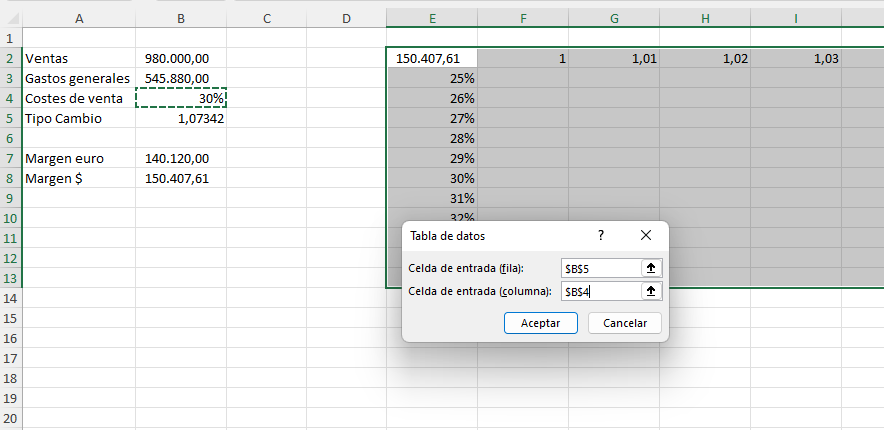 A B C D E F G H I
1
2 Ventas 980.000,00 150.407,61 1 1,01 1,02 1,03
3 Gastos generales 545.880,00 25%
4 Costes de venta 30% 26%
5 Tipo Cambio 1,07342 27%
6 28%
7 Margen euro 140.120,00 29%
8 Margen $ 150.407,61 30%
9 31%
10 32%
11
12
13
14
15
16
17
18
19
20
Tabla de datos ?
Celda de entrada (fila): $B$5
Celda de entrada (columna): $B$4
Aceptar Cancelar